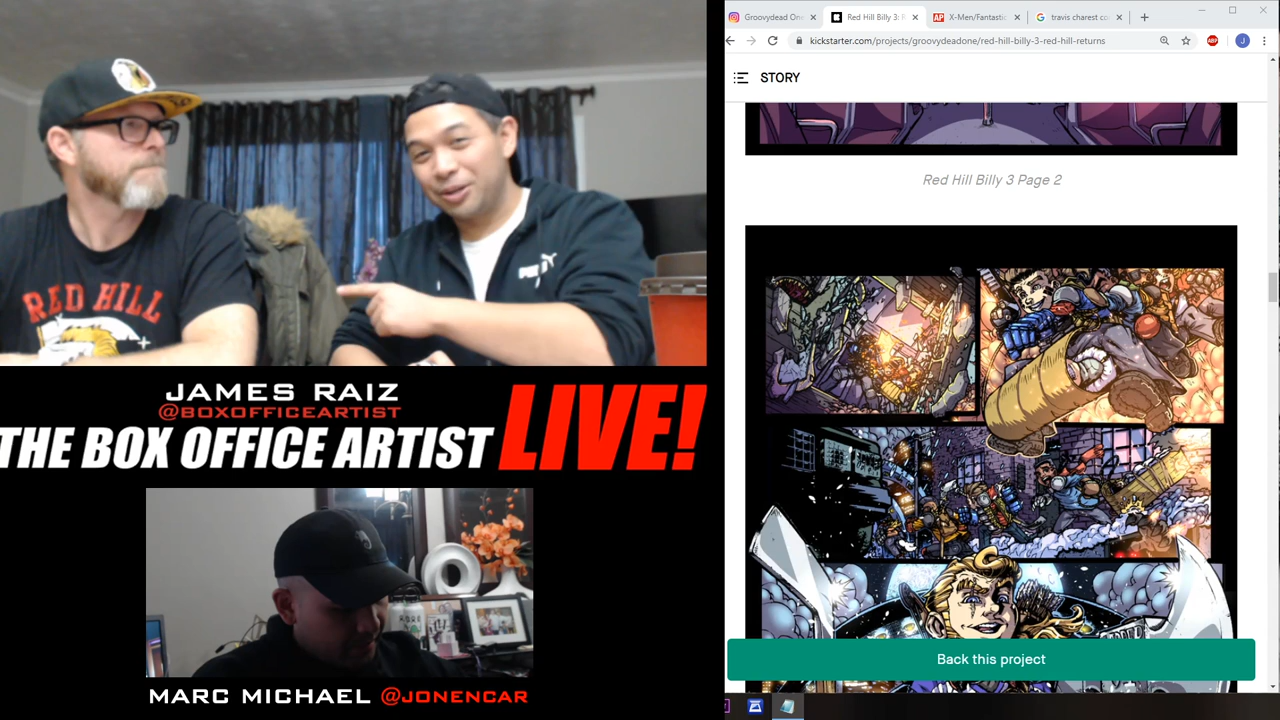 RED HILL
JAMES RAIZ
@BOXOFFICEARTIST
THE BOX OFFICE ARTIST LIVE!
MARC MICHAEL @JONENCAR
Groovydead One
Red Hill Billy 3: R
X-Men/Fantastic
travis charest co
kickstarter.com/projects/groovydeadone/red-hill-billy-3-red-hill-returns
ABP
J
STORY
Red Hill Billy 3 Page 2
Back this project